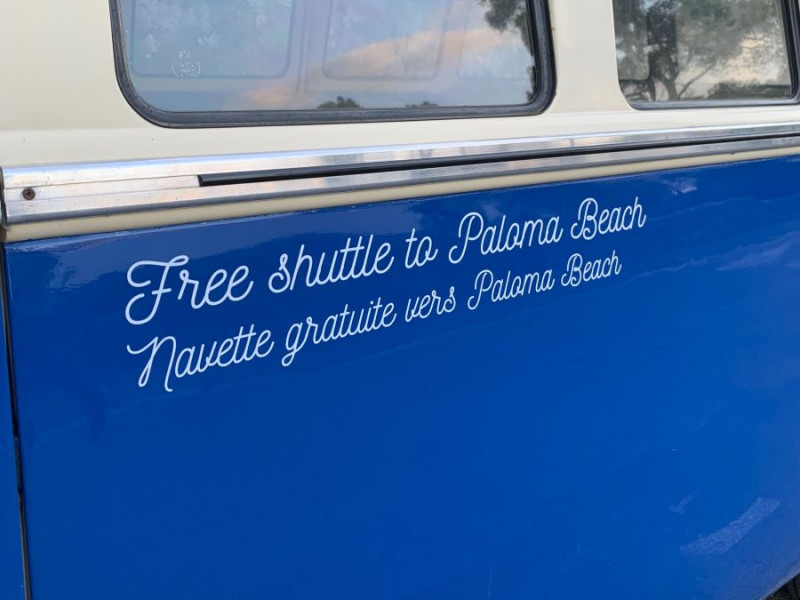 Free shuttle to Paloma Beach
Navette gratuite vers Paloma Beach